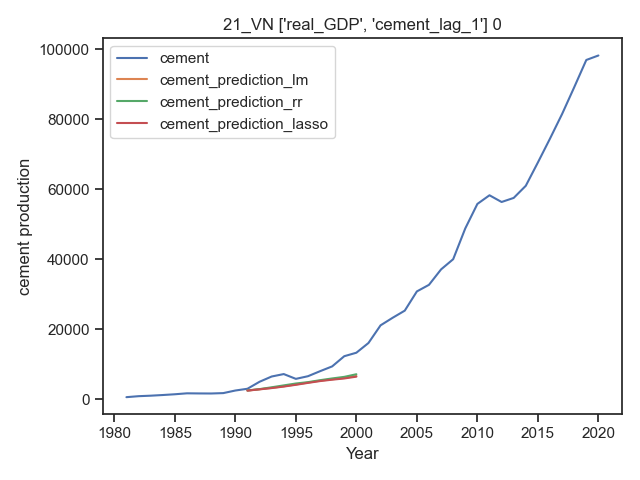 21_VN ['real_GDP', 'cement_lag_1'] 0
cement
cement_prediction_lm
cement_prediction_rr
cement_prediction_lasso
100000
80000
60000
40000
20000
0
cement production
1980 1985 1990 1995 2000 2005 2010 2015 2020
Year